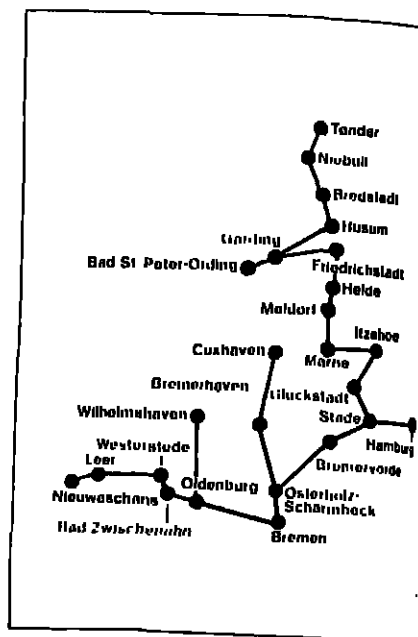 Tønder
Niebüll
Bredstedt
Husum
Garding
Bad St Peter-Ording
Friedrichstadt
Heide
Meldorf
Itzehoe
Cuxhaven
Marne
Bremerhaven
Glückstadt
Wilhelmshaven
Stade
Hamburg
Westerstede
Bremervörde
Leer
Oldenburg
Osterholz-
Scharmbeck
Nieuweschans
Bad Zwischenahn
Bremen